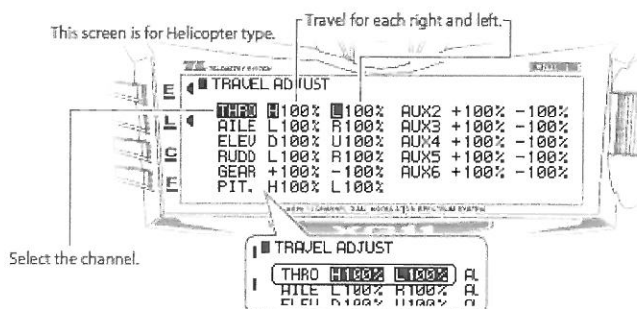 This screen is for Helicopter type.
Travel for each right and left.
TRAVEL ADJUST
E
L
C
F
THRO H100% L100% AUX2 +100% -100%
AILE L100% R100% AUX3 +100% -100%
ELEV D100% U100% AUX4 +100% -100%
RUDD L100% R100% AUX5 +100% -100%
GEAR +100% -100% AUX6 +100% -100%
PIT. H100% L100%
Select the channel.
TRAVEL ADJUST
THRO H100% L100% A
AILE L100% R100% A
ELEV D100% U100% A